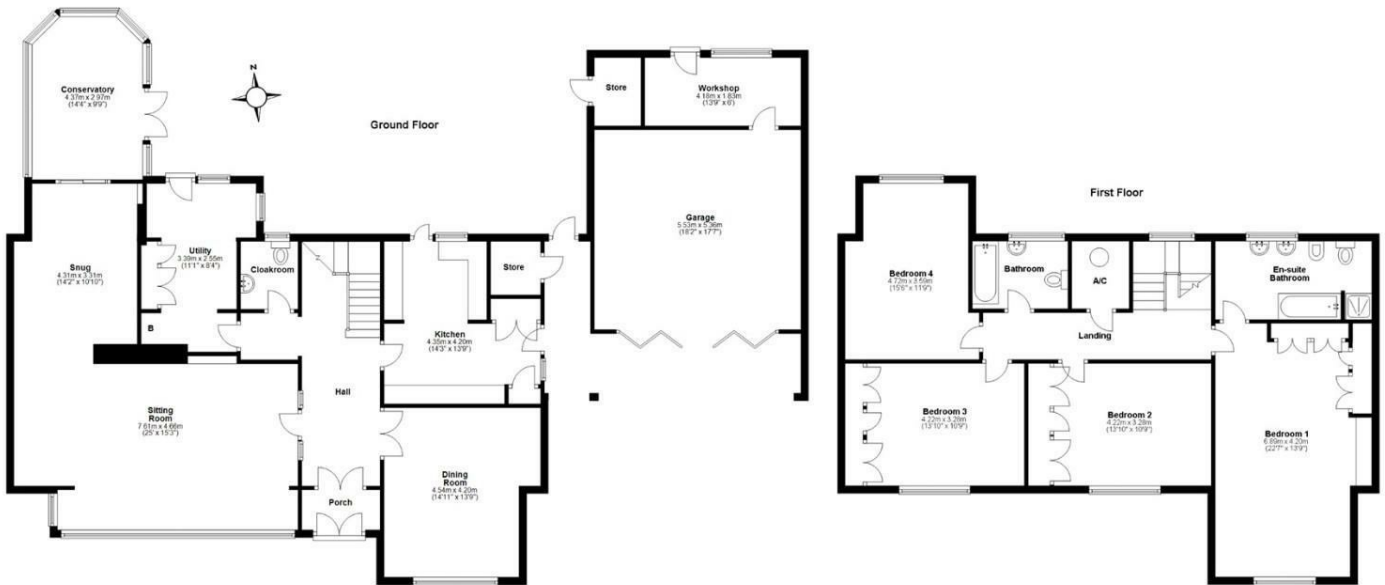 Conservatory
4.37m x 2.97m
(14'4" x 9'9")
N
Ground Floor
Store
Workshop
4.18m x 1.83m
(13'9" x 6')
Garage
5.53m x 5.36m
(18'2" x 17'7")
Snug
4.31m x 3.31m
(14'2" x 10'10")
Utility
3.39m x 2.55m
(11'1" x 8'4")
Cloakroom
Store
B
Kitchen
4.35m x 4.20m
(14'3" x 13'9")
Hall
Sitting
Room
7.61m x 4.66m
(25' x 15'3")
Dining
Room
4.54m x 4.20m
(14'11" x 13'9")
Porch
First Floor
Bedroom 4
4.72m x 3.59m
(15'6" x 11'9")
Bathroom
A/C
En-suite
Bathroom
Landing
Bedroom 3
4.22m x 3.28m
(13'10" x 10'9")
Bedroom 2
4.22m x 3.28m
(13'10" x 10'9")
Bedroom 1
6.89m x 4.20m
(22'7" x 13'9")